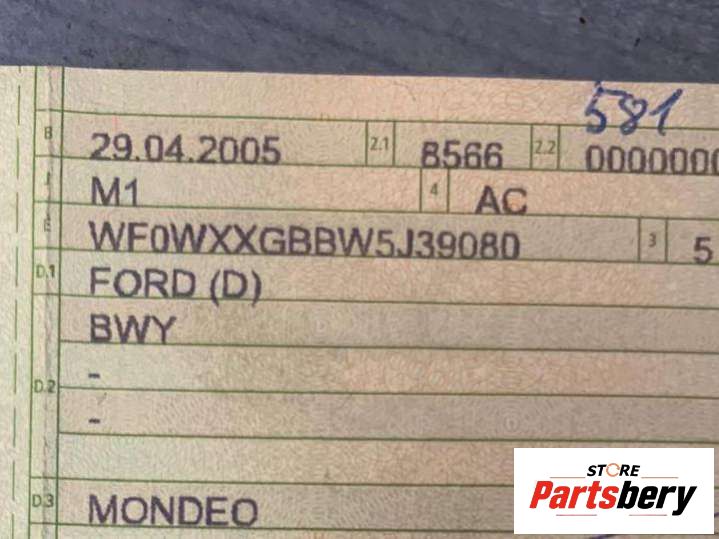 581
B 29.04.2005 2.1 8566 2.2 0000000
J M1 4 AC
E WF0WXXGBBW5J39080 3 5
D.1 FORD (D)
BWY
-
D.2
-
D.3 MONDEO
STORE
Partsbery